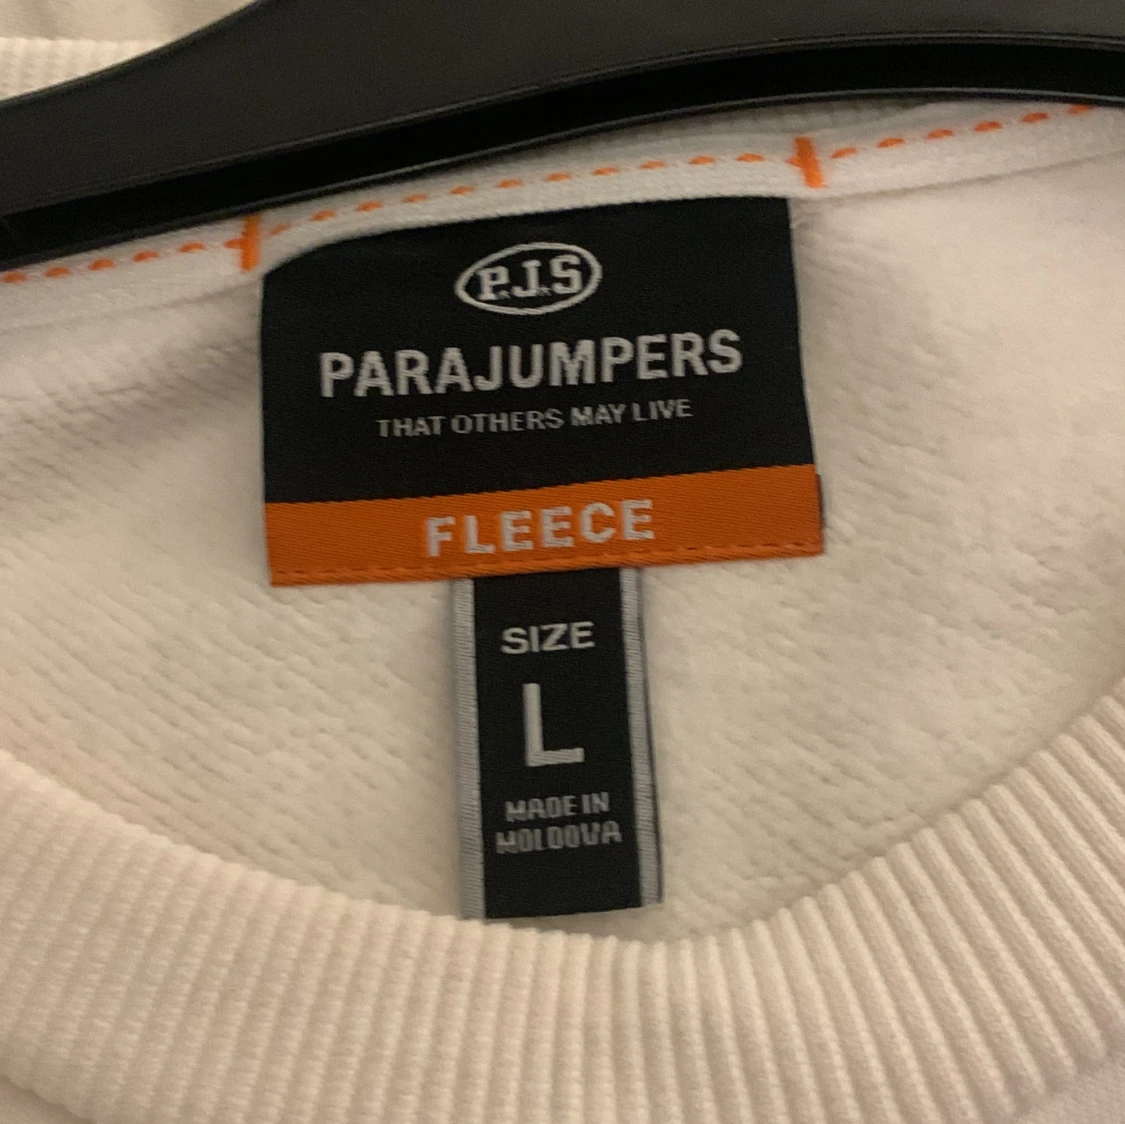 P.J.S
PARAJUMPERS
THAT OTHERS MAY LIVE
FLEECE
SIZE
L
MADE IN
MOLDOVA